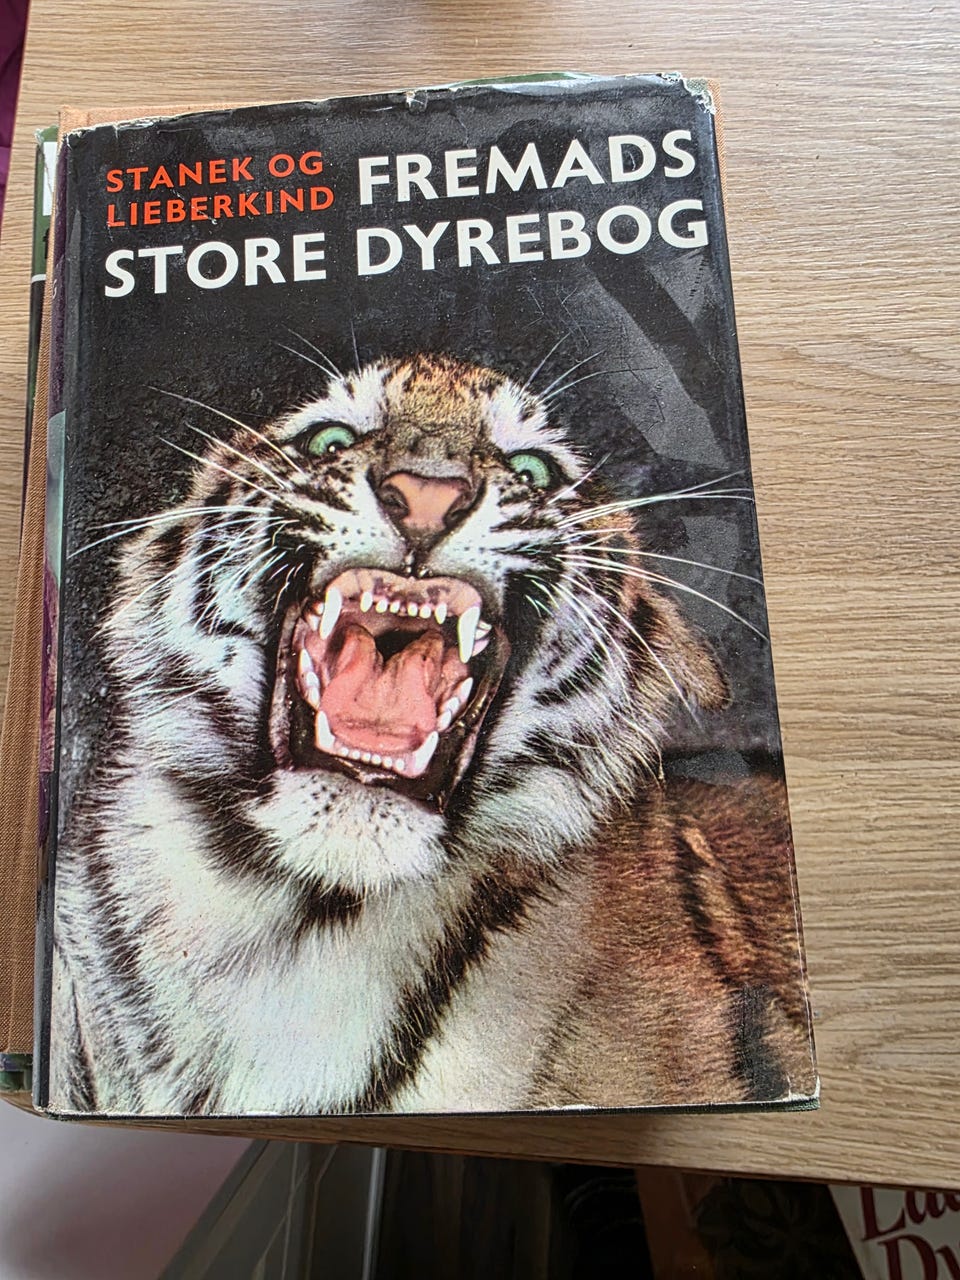 STANEK OG
LIEBERKIND
FREMADS
STORE DYREBOG